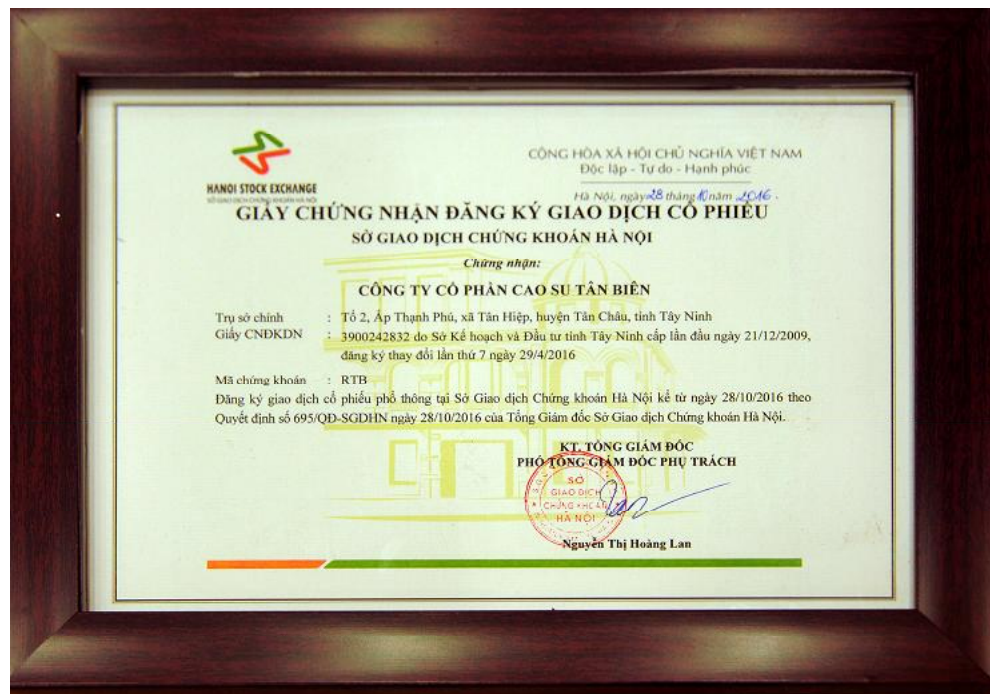 HANOI STOCK EXCHANGE
SỞ GIAO DỊCH CHỨNG KHOÁN HÀ NỘI
CỘNG HÒA XÃ HỘI CHỦ NGHĨA VIỆT NAM
Độc lập - Tự do - Hạnh phúc
Hà Nội, ngày 28 tháng 10 năm 2016.
GIẤY CHỨNG NHẬN ĐĂNG KÝ GIAO DỊCH CỔ PHIẾU
SỞ GIAO DỊCH CHỨNG KHOÁN HÀ NỘI
Chứng nhận:
CÔNG TY CỔ PHẦN CAO SU TÂN BIÊN
Trụ sở chính : Tổ 2, Ấp Thạnh Phú, xã Tân Hiệp, huyện Tân Châu, tỉnh Tây Ninh
Giấy CNĐKDN : 3900242832 do Sở Kế hoạch và Đầu tư tỉnh Tây Ninh cấp lần đầu ngày 21/12/2009,
đăng ký thay đổi lần thứ 7 ngày 29/4/2016
Mã chứng khoán : RTB
Đăng ký giao dịch cổ phiếu phổ thông tại Sở Giao dịch Chứng khoán Hà Nội kể từ ngày 28/10/2016 theo
Quyết định số 695/QĐ-SGDHN ngày 28/10/2016 của Tổng Giám đốc Sở Giao dịch Chứng khoán Hà Nội.
KT. TỔNG GIÁM ĐỐC
PHÓ TỔNG GIÁM ĐỐC PHỤ TRÁCH
SỞ
GIAO DỊCH
CHỨNG KHOÁN
HÀ NỘI
Nguyễn Thị Hoàng Lan